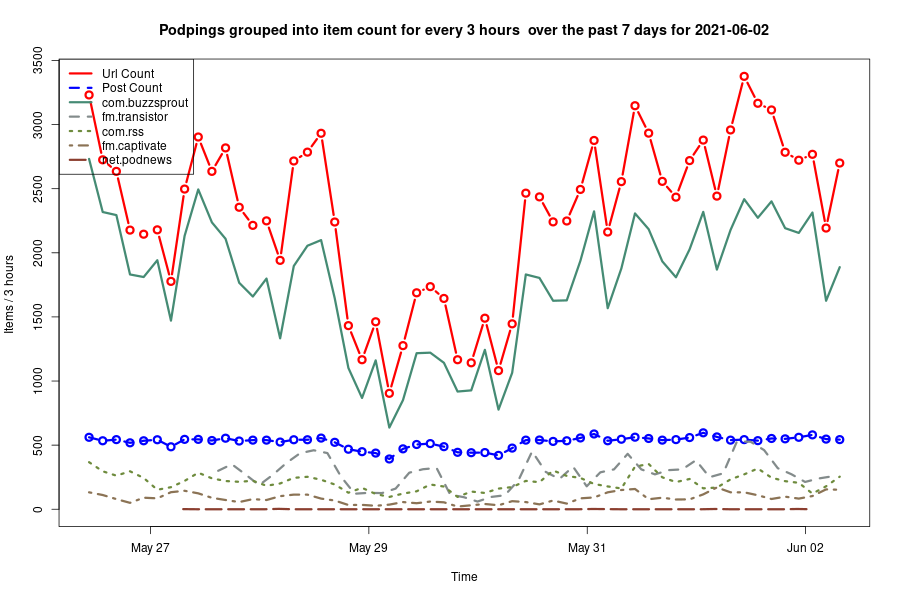 Podpings grouped into item count for every 3 hours  over the past 7 days for 2021-06-02
Url Count
Post Count
com.buzzsprout
fm.transistor
com.rss
fm.captivate
net.podnews
Items / 3 hours
3500
3000
2500
2000
1500
1000
500
0
May 27
May 29
May 31
Jun 02
Time